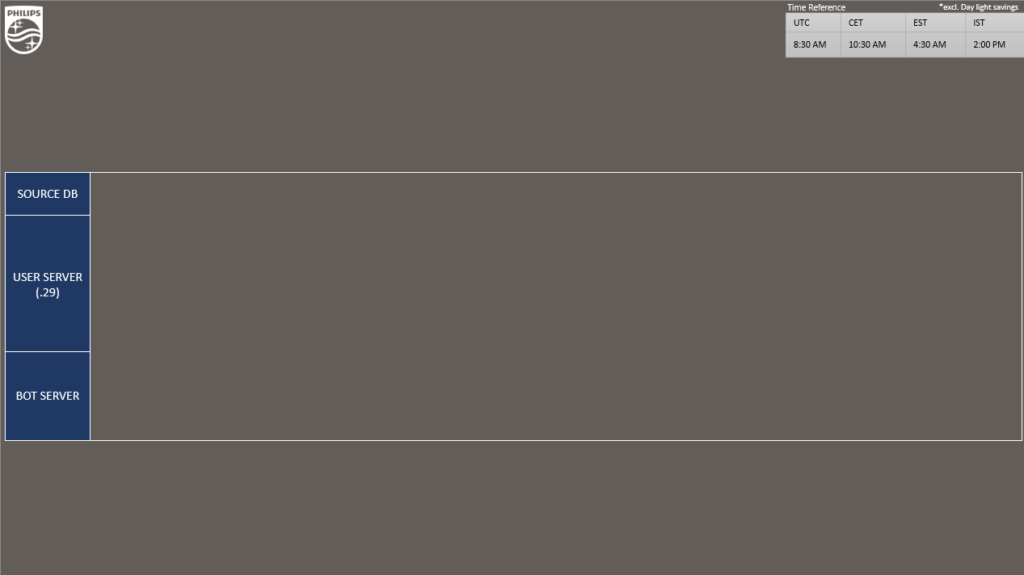 PHILIPS
Time Reference *excl. Day light savings
UTC CET EST IST
8:30 AM 10:30 AM 4:30 AM 2:00 PM
SOURCE DB
USER SERVER
(.29)
BOT SERVER